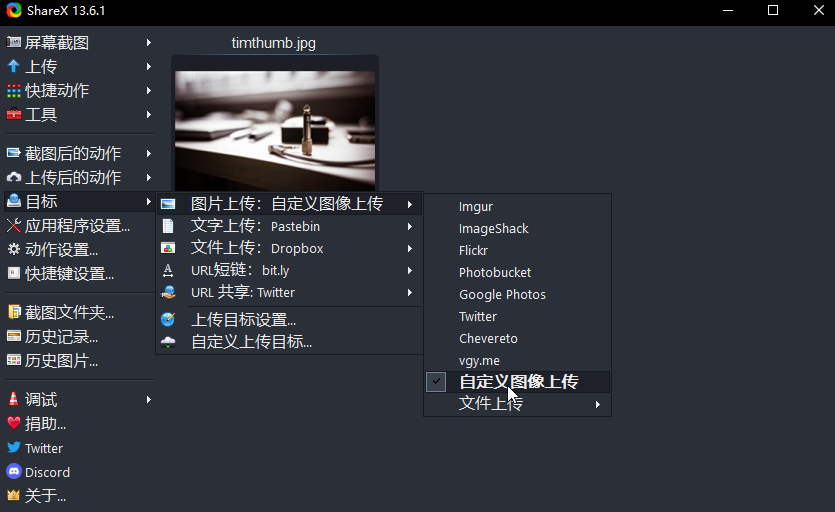 ShareX 13.6.1
屏幕截图
上传
快捷动作
工具
截图后的动作
上传后的动作
目标
应用程序设置...
动作设置...
快捷键设置...
截图文件夹...
历史记录...
历史图片...
调试
捐助...
Twitter
Discord
关于...
timthumb.jpg
图片上传：自定义图像上传
文字上传：Pastebin
文件上传：Dropbox
URL短链：bit.ly
URL 共享: Twitter
上传目标设置...
自定义上传目标...
Imgur
ImageShack
Flickr
Photobucket
Google Photos
Twitter
Chevereto
vgy.me
自定义图像上传
文件上传